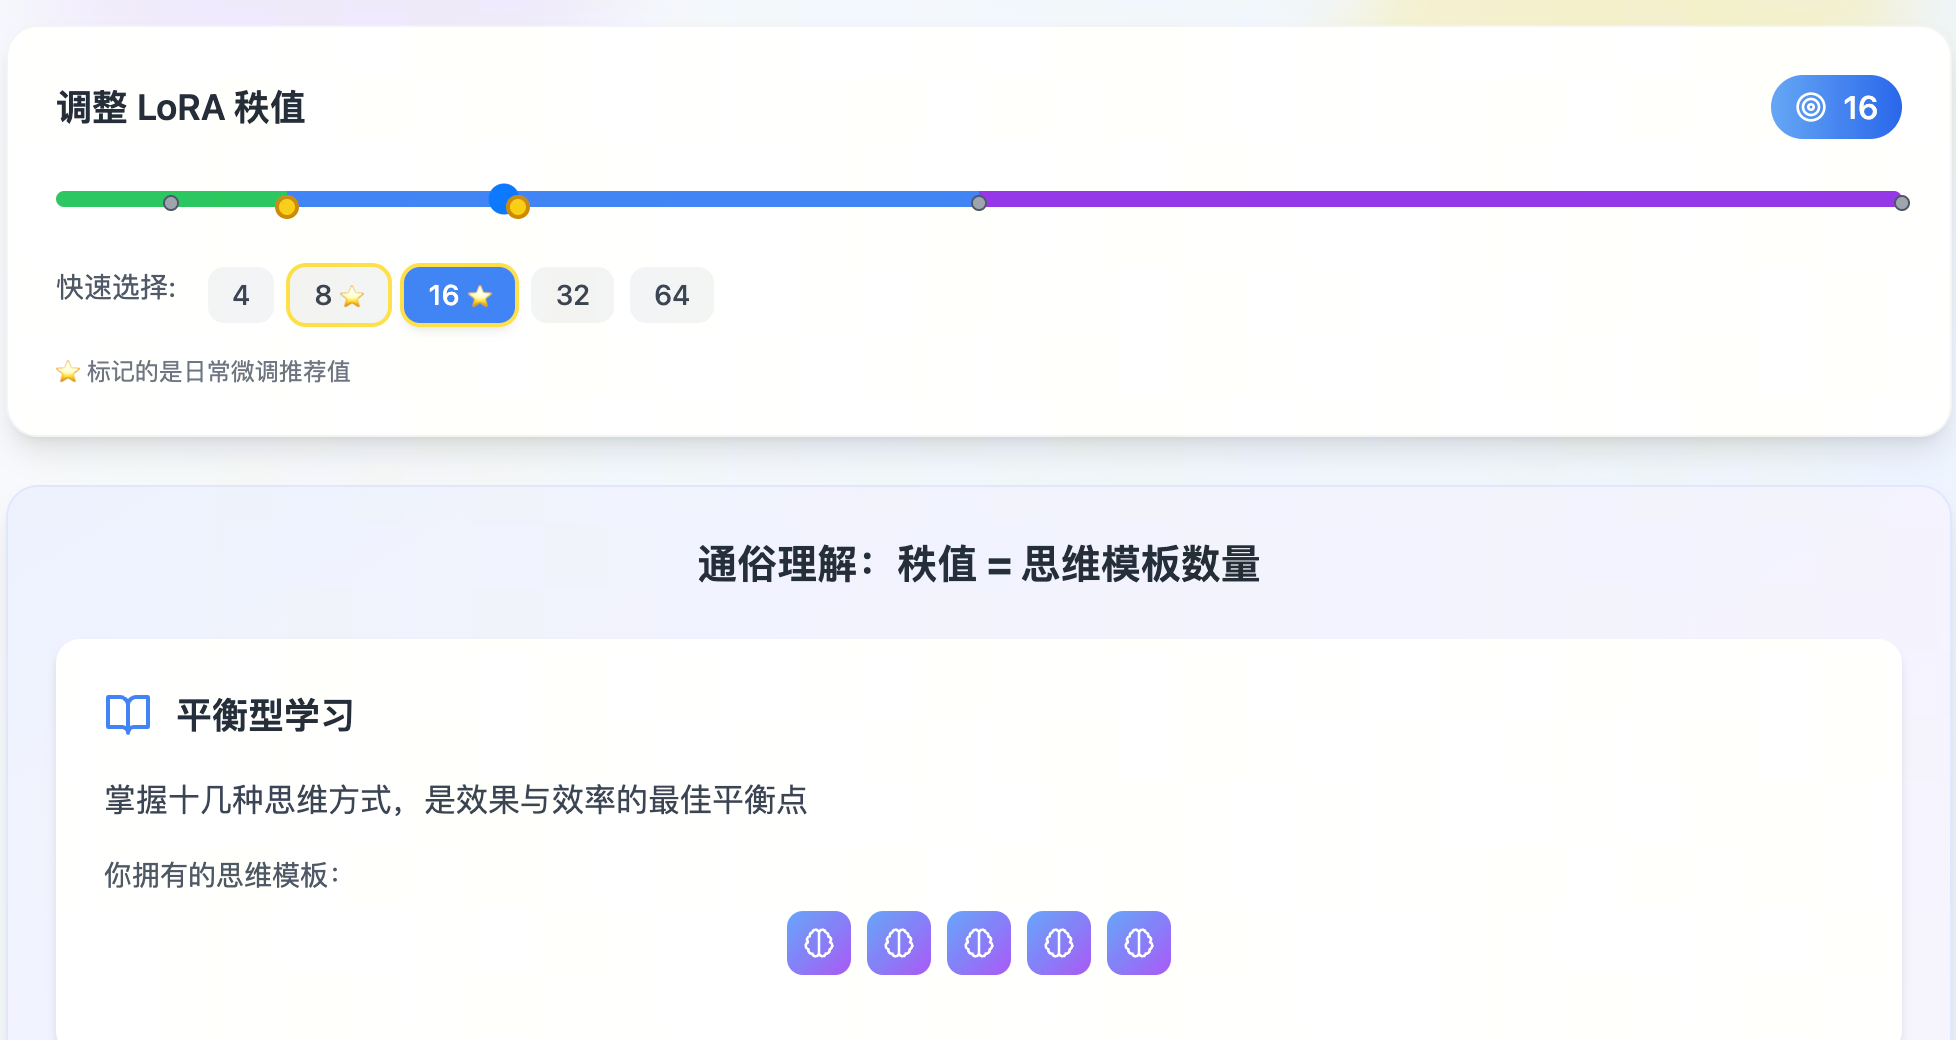 调整 LoRA 秩值
16
快速选择:
4
8 ⭐
16 ⭐
32
64
⭐ 标记的是日常微调推荐值
通俗理解：秩值 = 思维模板数量
平衡型学习
掌握十几种思维方式，是效果与效率的最佳平衡点
你拥有的思维模板：